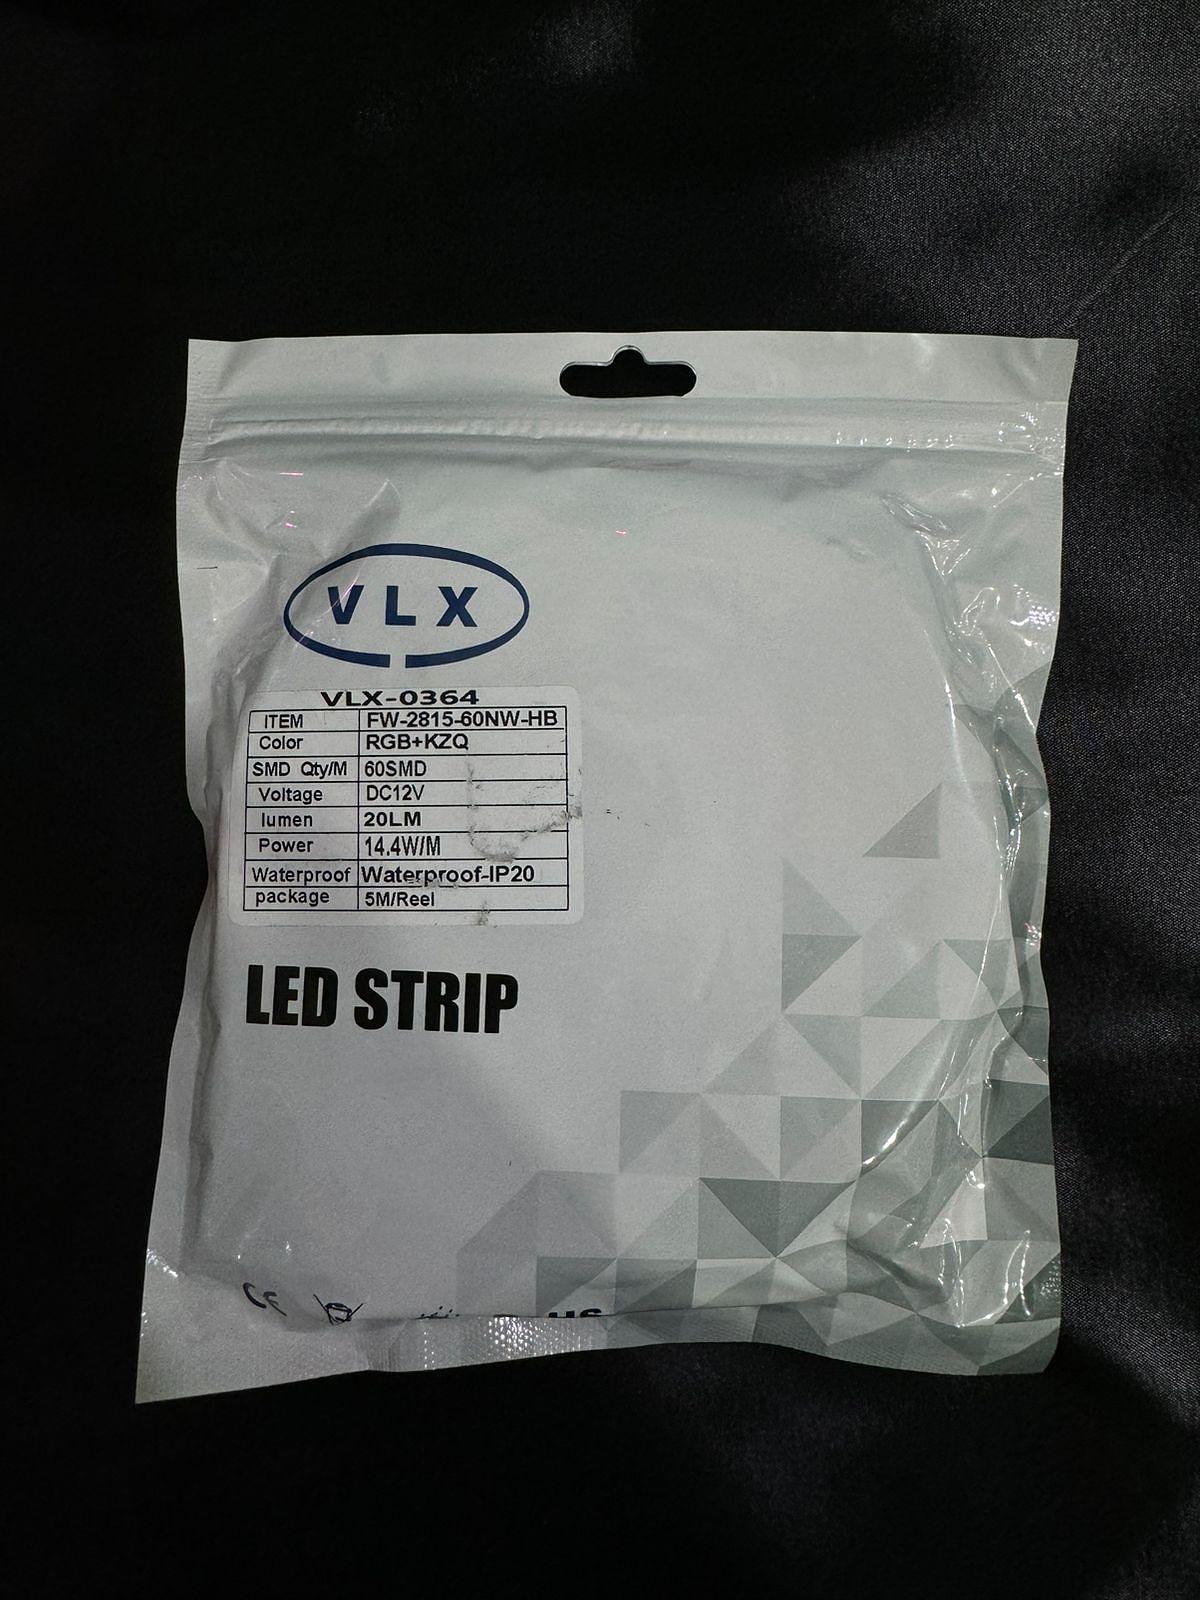 VLX
VLX-0364
ITEM FW-2815-60NW-HB
Color RGB+KZQ
SMD Qty/M 60SMD
Voltage DC12V
lumen 20LM
Power 14.4W/M
Waterproof Waterproof-IP20
package 5M/Reel
LED STRIP
CE